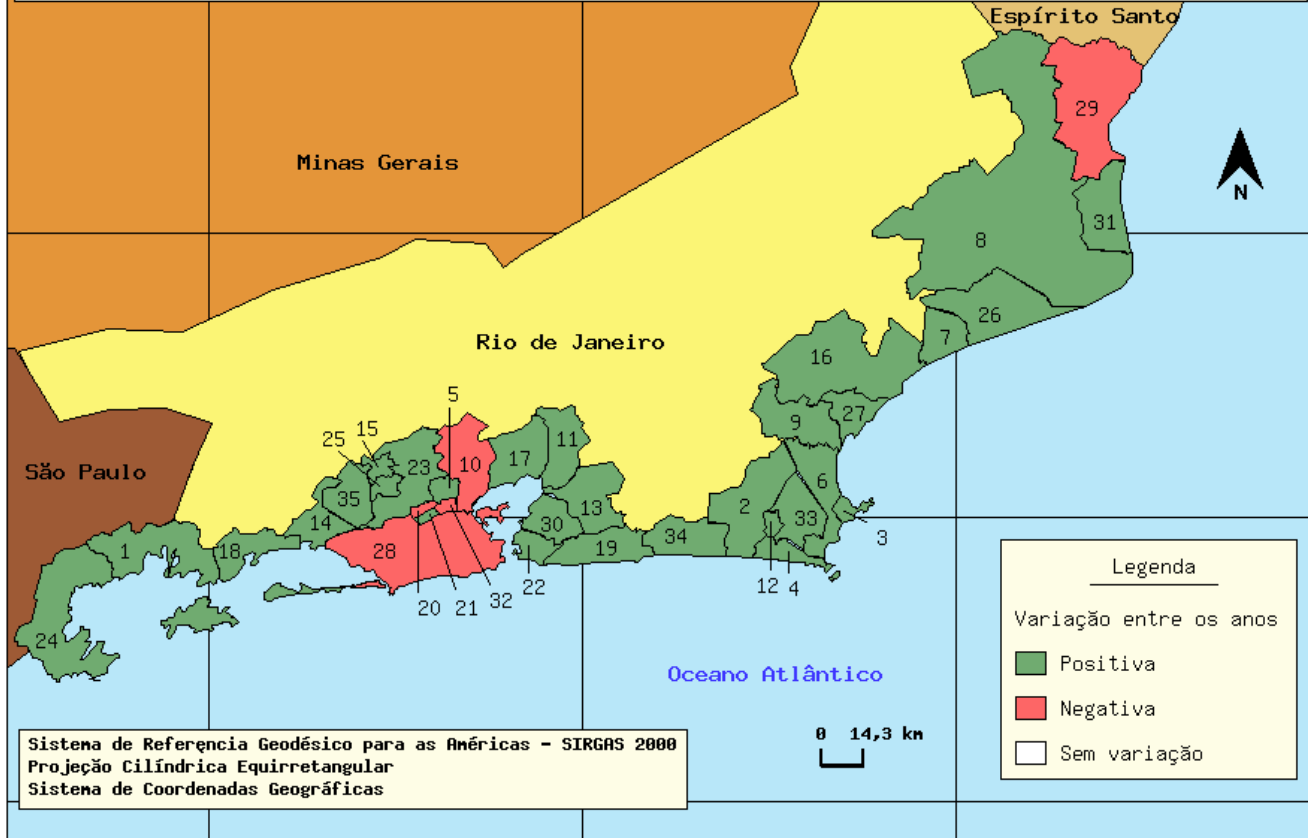 Espírito Santo
29
Minas Gerais
N
31
8
26
7
Rio de Janeiro
16
5
9
27
15
11
25
23
17
10
São Paulo
6
35
2
13
14
30
33
34
3
1
18
28
19
12
4
22
20
21
32
24
Oceano Atlântico
Legenda
Variação entre os anos
Positiva
Negativa
Sem variação
0 14,3 km
Sistema de Referęncia Geodésico para as Américas - SIRGAS 2000
Projeção Cilíndrica Equirretangular
Sistema de Coordenadas Geográficas